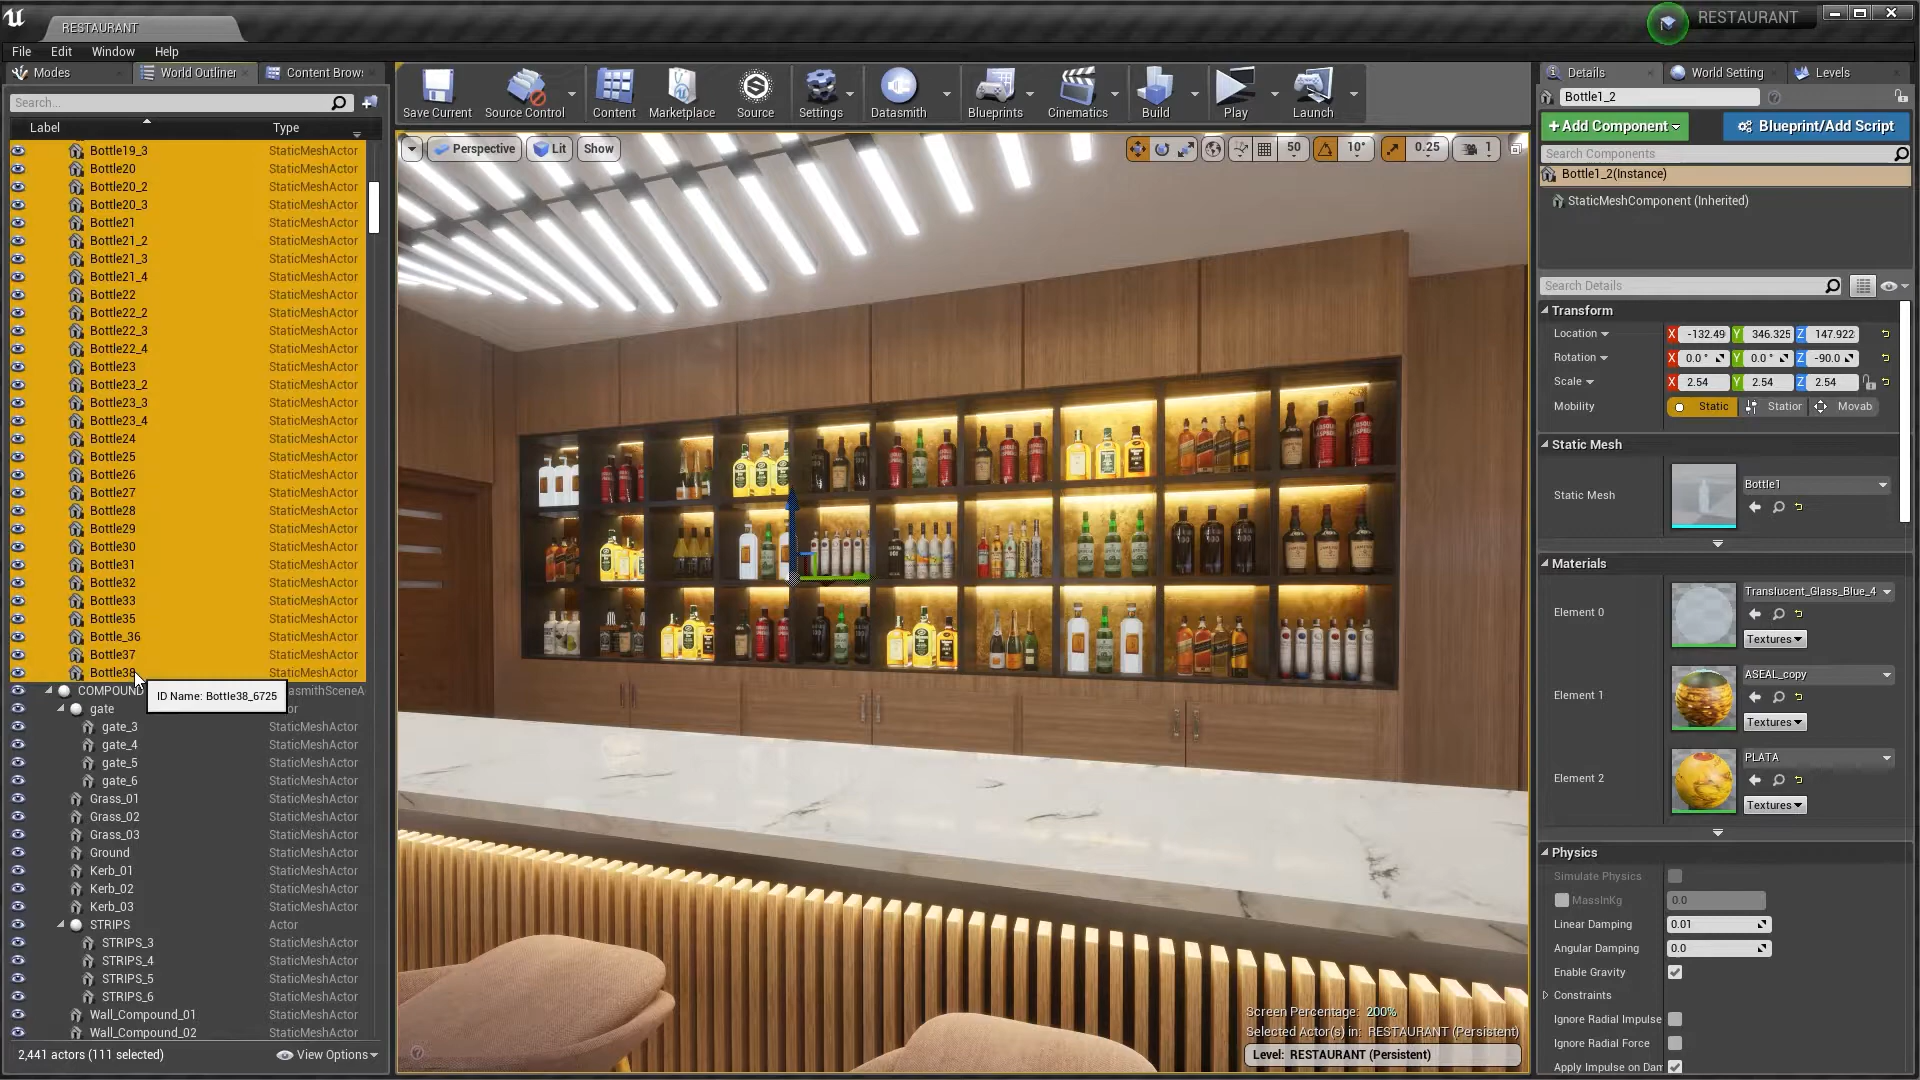 RESTAURANT
RESTAURANT
File Edit Window Help
Modes
World Outliner
Content Brow
Search...
Label Type
Bottle19_3 StaticMeshActor
Bottle20 StaticMeshActor
Bottle20_2 StaticMeshActor
Bottle20_3 StaticMeshActor
Bottle21 StaticMeshActor
Bottle21_2 StaticMeshActor
Bottle21_3 StaticMeshActor
Bottle21_4 StaticMeshActor
Bottle22 StaticMeshActor
Bottle22_2 StaticMeshActor
Bottle22_3 StaticMeshActor
Bottle22_4 StaticMeshActor
Bottle23 StaticMeshActor
Bottle23_2 StaticMeshActor
Bottle23_3 StaticMeshActor
Bottle23_4 StaticMeshActor
Bottle24 StaticMeshActor
Bottle25 StaticMeshActor
Bottle26 StaticMeshActor
Bottle27 StaticMeshActor
Bottle28 StaticMeshActor
Bottle29 StaticMeshActor
Bottle30 StaticMeshActor
Bottle31 StaticMeshActor
Bottle32 StaticMeshActor
Bottle33 StaticMeshActor
Bottle35 StaticMeshActor
Bottle_36 StaticMeshActor
Bottle37 StaticMeshActor
Bottle38 StaticMeshActor
COMPOUND asmithSceneA
ID Name: Bottle38_6725
gate or
gate_3 StaticMeshActor
gate_4 StaticMeshActor
gate_5 StaticMeshActor
gate_6 StaticMeshActor
Grass_01 StaticMeshActor
Grass_02 StaticMeshActor
Grass_03 StaticMeshActor
Ground StaticMeshActor
Kerb_01 StaticMeshActor
Kerb_02 StaticMeshActor
Kerb_03 StaticMeshActor
STRIPS Actor
STRIPS_3 StaticMeshActor
STRIPS_4 StaticMeshActor
STRIPS_5 StaticMeshActor
STRIPS_6 StaticMeshActor
Wall_Compound_01 StaticMeshActor
Wall_Compound_02 StaticMeshActor
2,441 actors (111 selected) View Options
Save Current Source Control Content Marketplace Source Settings Datasmith Blueprints Cinematics Build Play Launch
Perspective Lit Show 50 10° 0.25 1
Screen Percentage: 200%
Selected Actor(s) in: RESTAURANT (Persistent)
Level: RESTAURANT (Persistent)
Details World Setting Levels
Bottle1_2
+Add Component Blueprint/Add Script
Search Components
Bottle1_2(Instance)
StaticMeshComponent (Inherited)
Search Details
Transform
Location X -132.49 Y 346.325 Z 147.922
Rotation X 0.0 ° Y 0.0 ° Z -90.0
Scale X 2.54 Y 2.54 Z 2.54
Mobility Static Statior Movab
Static Mesh
Static Mesh Bottle1
Materials
Element 0 Translucent_Glass_Blue_4
Textures
Element 1 ASEAL_copy
Textures
Element 2 PLATA
Textures
Physics
Simulate Physics
MassInKg 0.0
Linear Damping 0.01
Angular Damping 0.0
Enable Gravity
Constraints
Ignore Radial Impulse
Ignore Radial Force
Apply Impulse on Dam